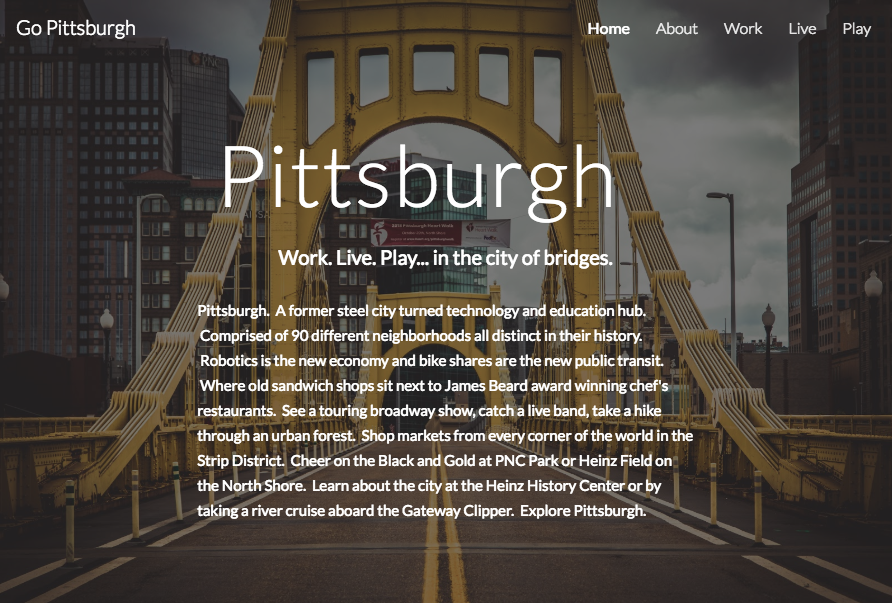 Go Pittsburgh
Home About Work Live Play
PNC
Pittsburgh
Work. Live. Play... in the city of bridges.
Pittsburgh. A former steel city turned technology and education hub.
Comprised of 90 different neighborhoods all distinct in their history.
Robotics is the new economy and bike shares are the new public transit.
Where old sandwich shops sit next to James Beard award winning chef's
restaurants. See a touring broadway show, catch a live band, take a hike
through an urban forest. Shop markets from every corner of the world in the
Strip District. Cheer on the Black and Gold at PNC Park or Heinz Field on
the North Shore. Learn about the city at the Heinz History Center or by
taking a river cruise aboard the Gateway Clipper. Explore Pittsburgh.